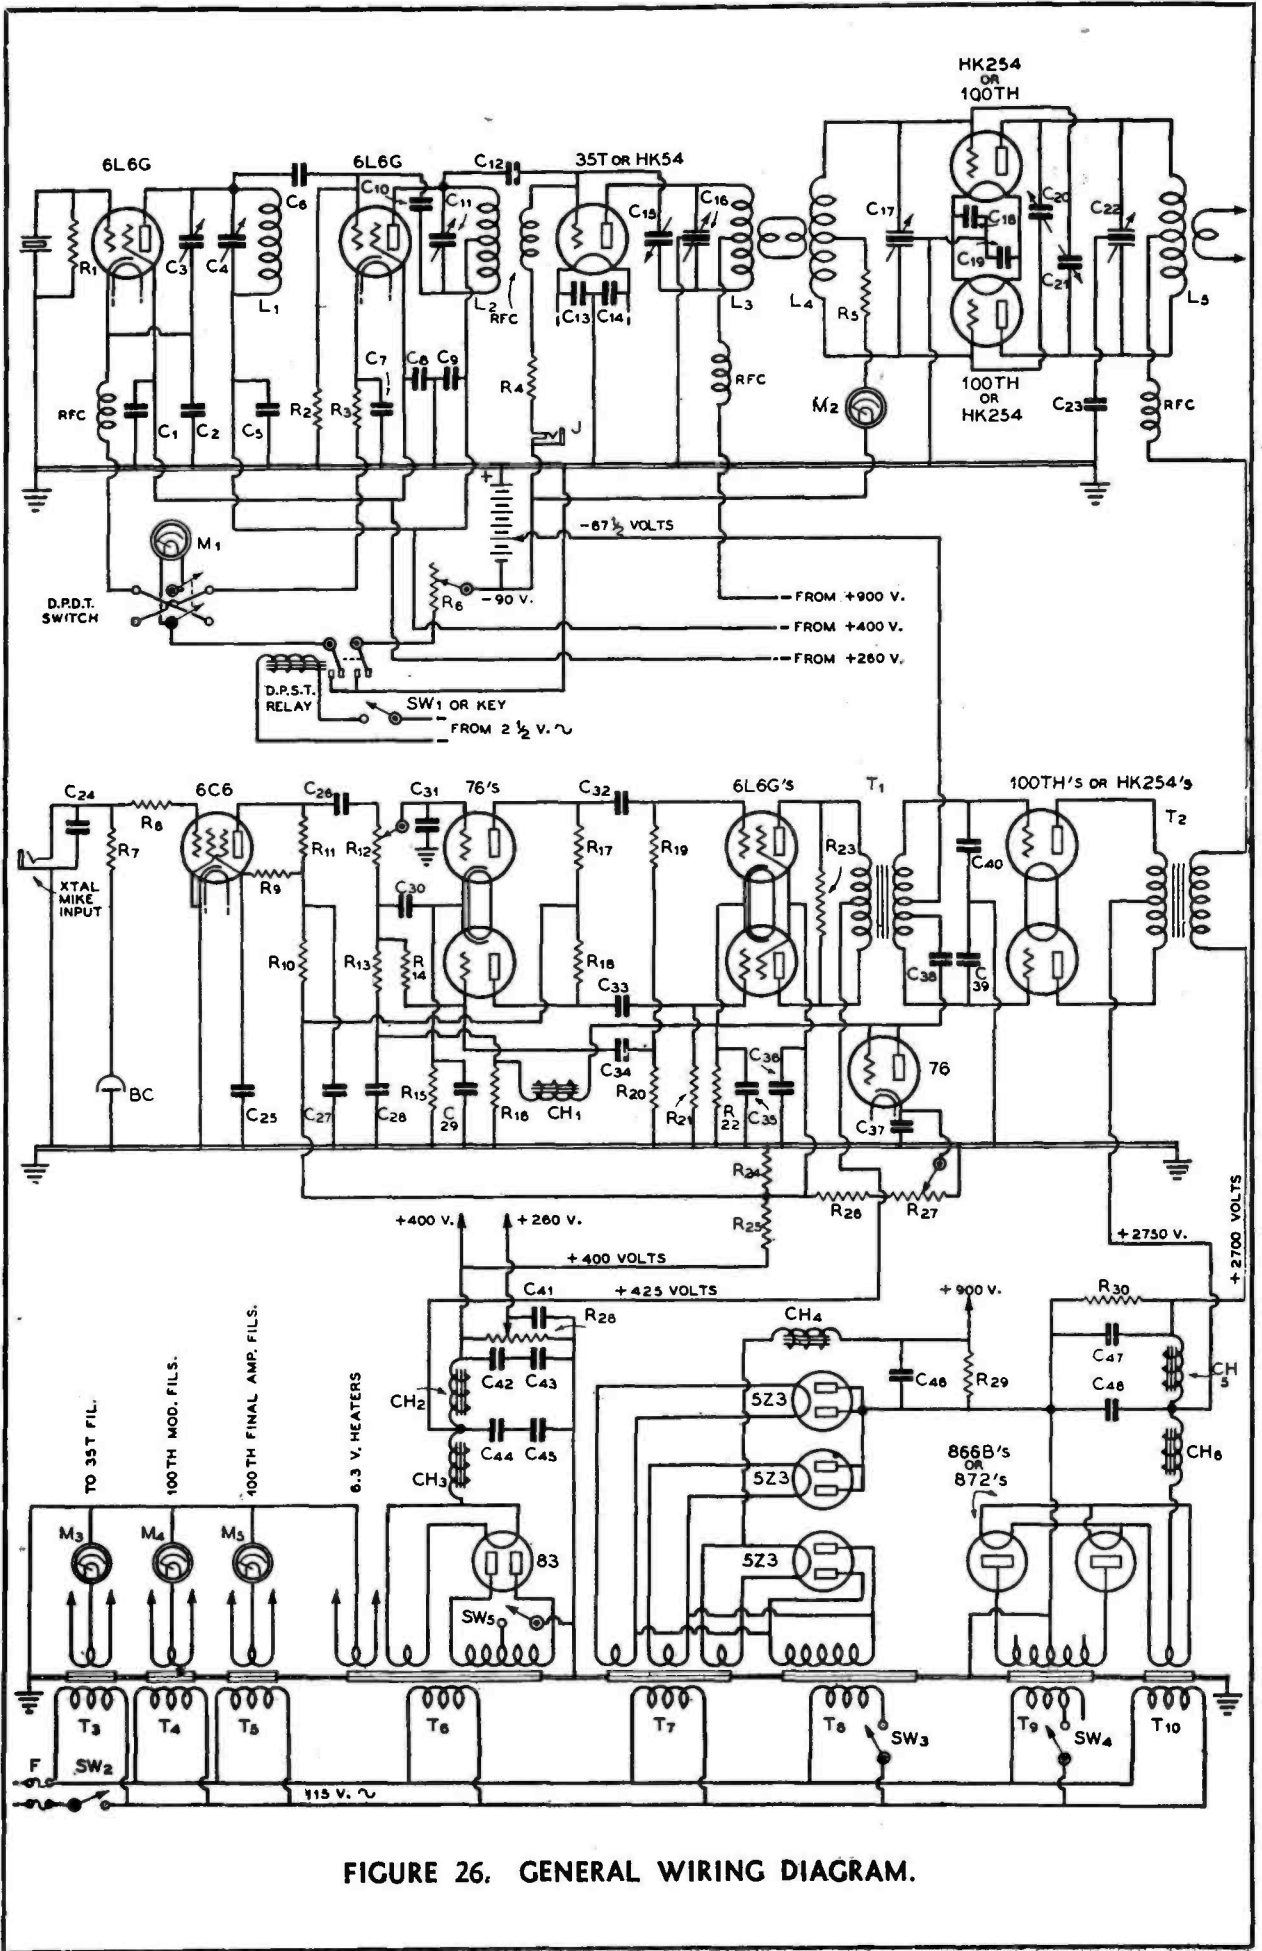 HK254
OR
100TH
6L6G
C6
6L6G
C10
C11
C12
35T OR HK54
C15
C16
C17
C18
C19
C20
C21
C22
R1
C3
C4
L1
L2
RFC
C13
C14
L3
L4
R5
L5
RFC
C1
C2
C5
R2
R3
C7
C8
C9
R4
J
RFC
M2
100TH
OR
HK254
C23
RFC
+
-67½ VOLTS
M1
D.P.D.T.
SWITCH
R6
-90 V.
FROM +900 V.
FROM +400 V.
FROM +260 V.
D.P.S.T.
RELAY
SW1 OR KEY
FROM 2½ V. ~
C24
R8
6C6
C26
C31
76'S
C32
6L6G'S
T1
100TH'S OR HK254'S
T2
R7
R9
R11
R12
R17
R19
R23
C40
XTAL
MIKE
INPUT
C30
R10
R13
R
14
R18
C33
C38
C
39
BC
C25
C27
C28
R15
C
29
R16
CH1
C34
R20
R21
R
22
C36
C35
76
C37
R24
R25
R26
R27
+400 V.
+260 V.
+400 VOLTS
+425 VOLTS
+2750 V.
+2700 VOLTS
C41
R28
CH4
+900 V.
R30
C42
C43
CH2
C44
C45
CH3
5Z3
C46
R29
C47
CH
5
C48
CH6
5Z3
866B'S
OR
872'S
TO 35T FIL.
100TH MOD. FILS.
100TH FINAL AMP. FILS.
6.3 V. HEATERS
M3
M4
M5
83
SW5
5Z3
T3
T4
T5
T6
T7
T8
SW3
T9
SW4
T10
F
SW2
115 V. ~
FIGURE 26. GENERAL WIRING DIAGRAM.